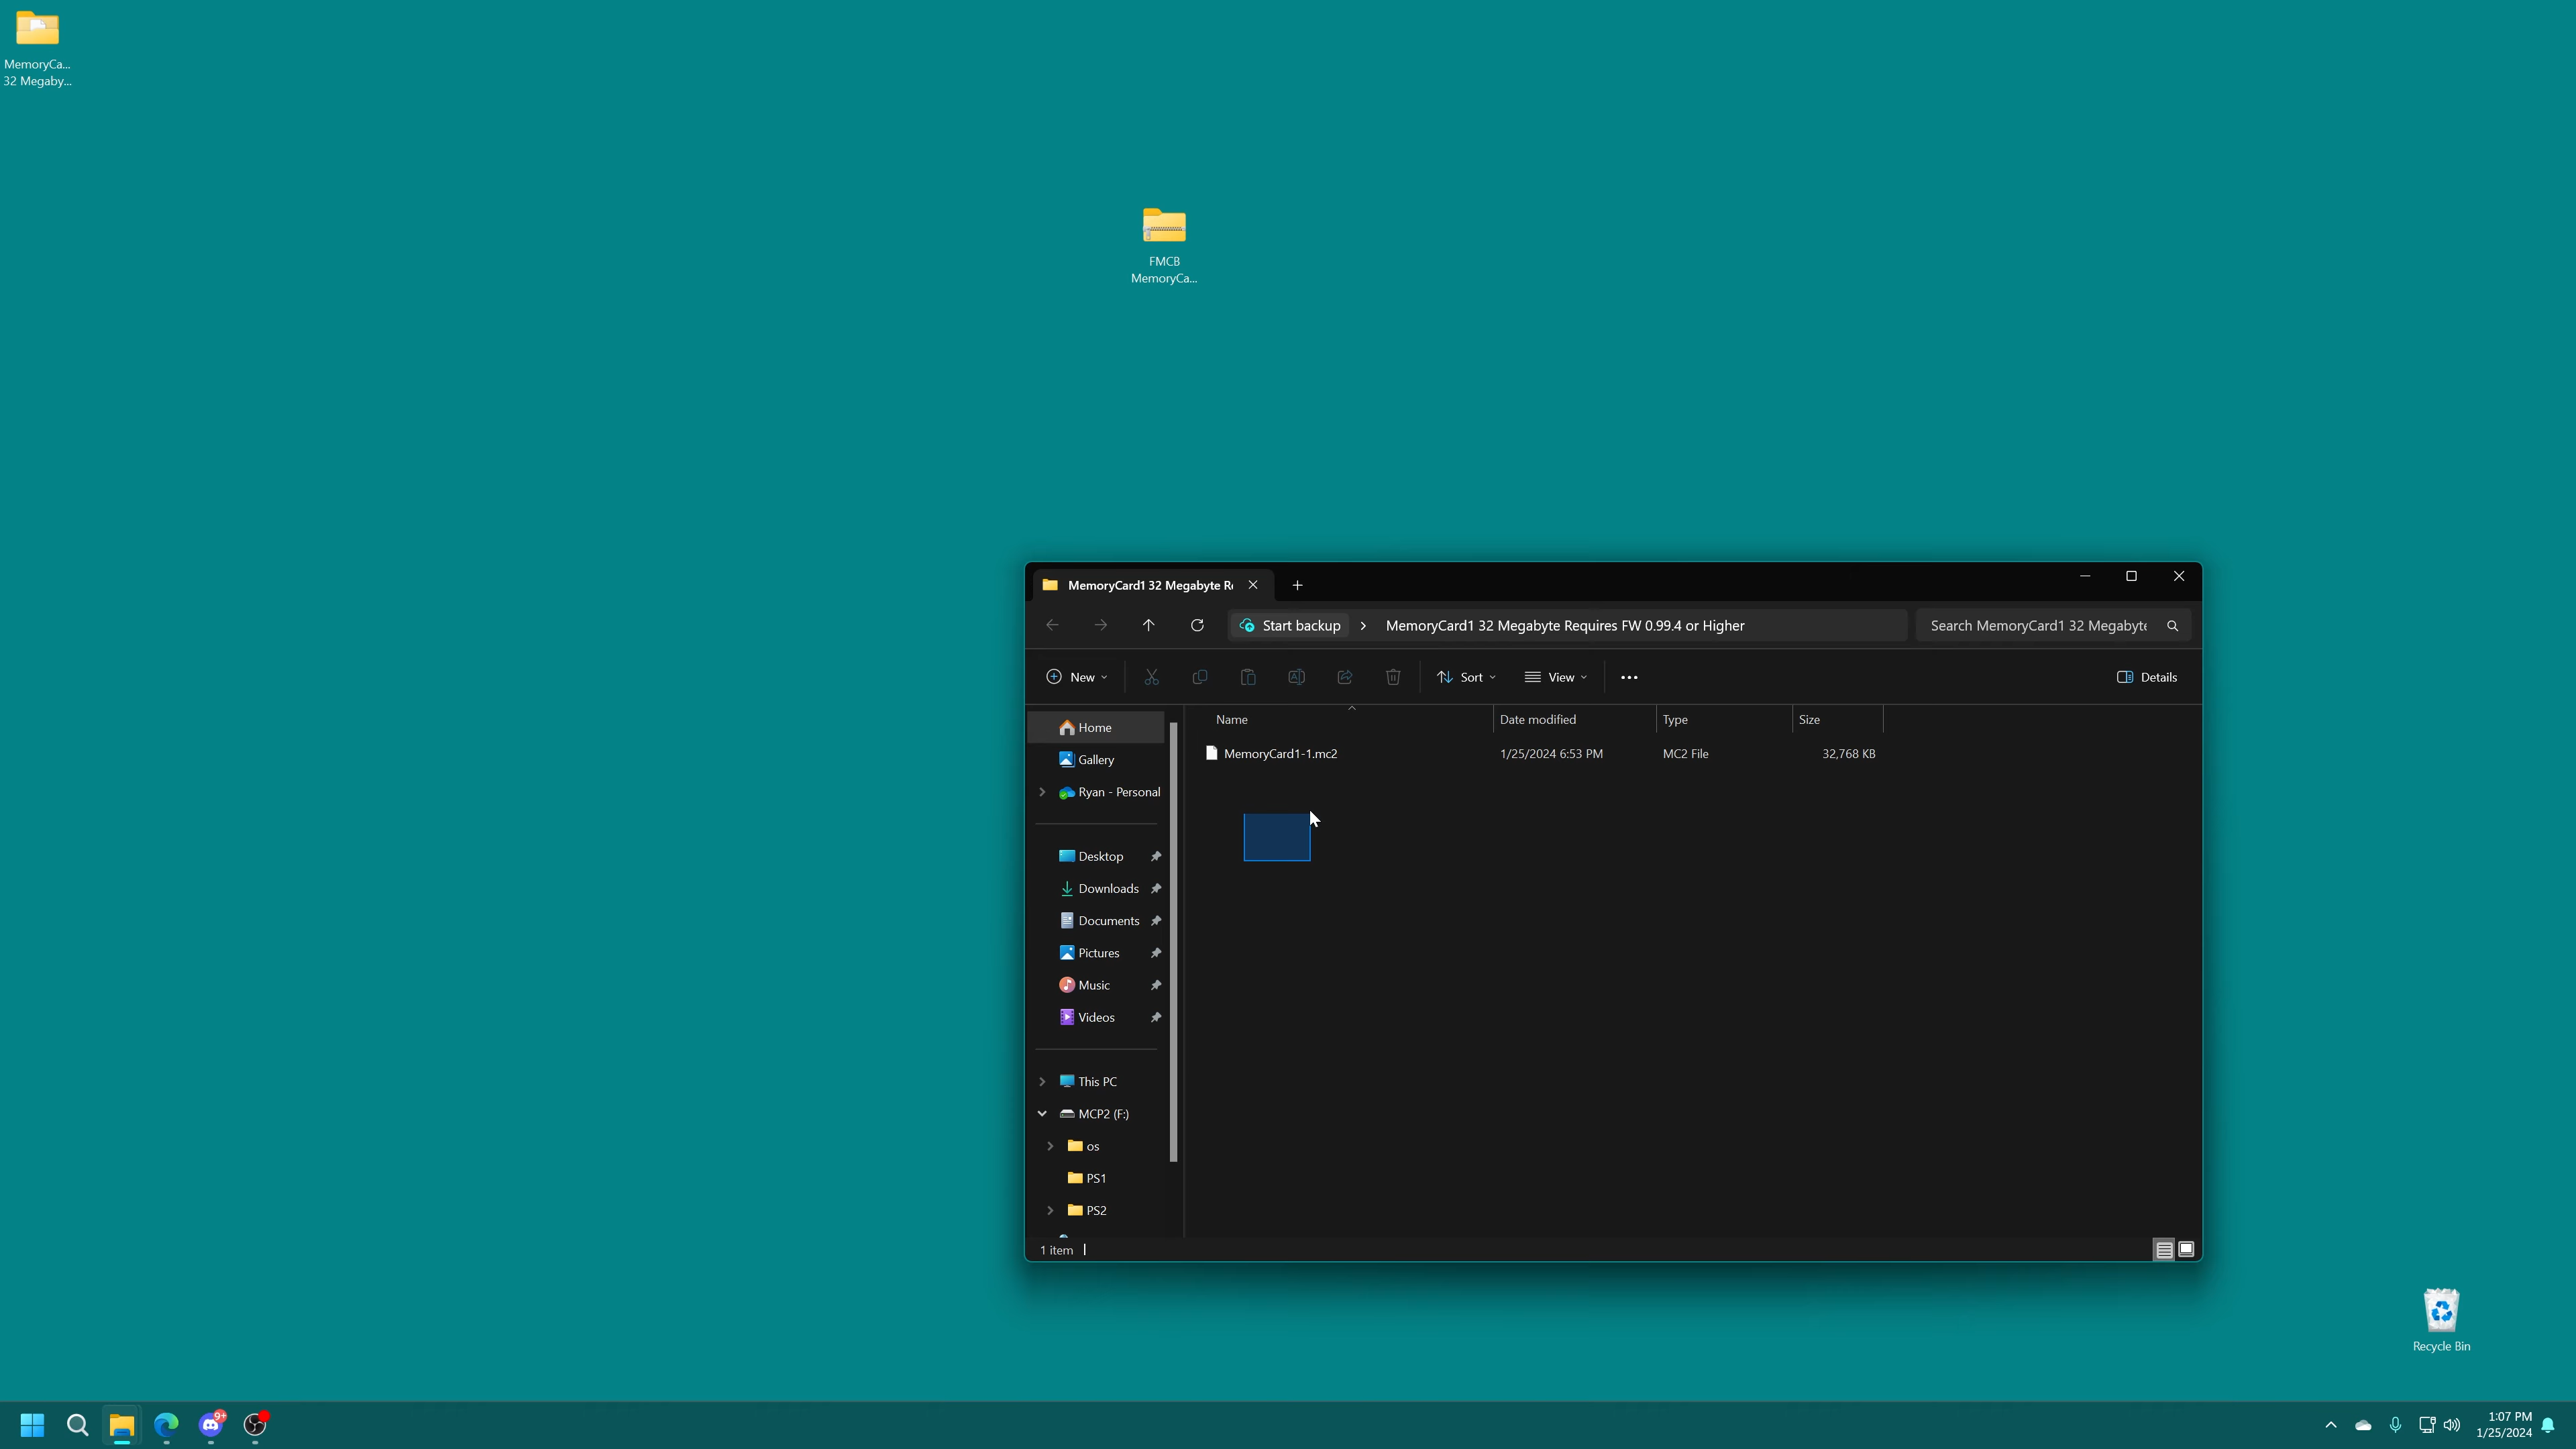 MemoryCa...
32 Megaby...
FMCB
MemoryCa...
MemoryCard1 32 Megabyte Re
Start backup
MemoryCard1 32 Megabyte Requires FW 0.99.4 or Higher
Search MemoryCard1 32 Megabyte
New
Sort
View
Details
Name
Date modified
Type
Size
MemoryCard1-1.mc2
1/25/2024 6:53 PM
MC2 File
32,768 KB
Home
Gallery
Ryan - Personal
Desktop
Downloads
Documents
Pictures
Music
Videos
This PC
MCP2 (F:)
os
PS1
PS2
1 item
Recycle Bin
9+
1:07 PM
1/25/2024